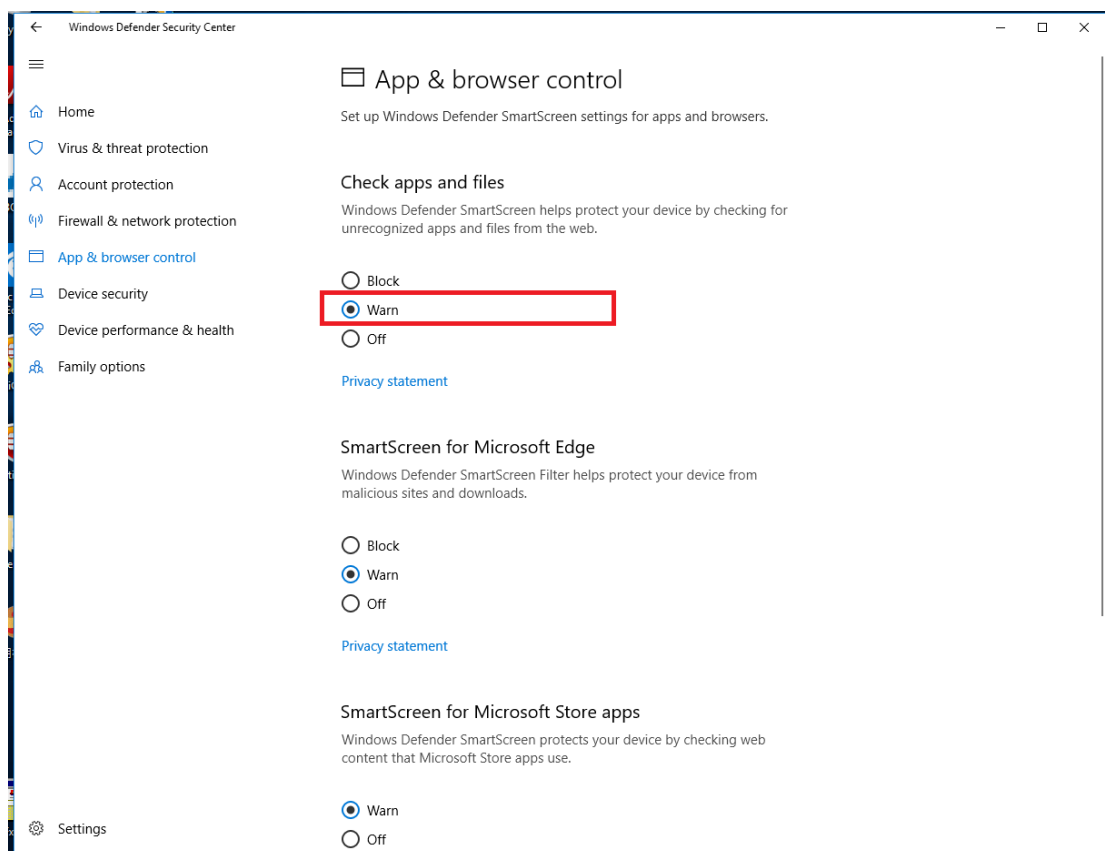 Windows Defender Security Center
Home
Virus & threat protection
Account protection
Firewall & network protection
App & browser control
Device security
Device performance & health
Family options
Settings
App & browser control
Set up Windows Defender SmartScreen settings for apps and browsers.
Check apps and files
Windows Defender SmartScreen helps protect your device by checking for
unrecognized apps and files from the web.
Block
Warn
Off
Privacy statement
SmartScreen for Microsoft Edge
Windows Defender SmartScreen Filter helps protect your device from
malicious sites and downloads.
Block
Warn
Off
Privacy statement
SmartScreen for Microsoft Store apps
Windows Defender SmartScreen protects your device by checking web
content that Microsoft Store apps use.
Warn
Off